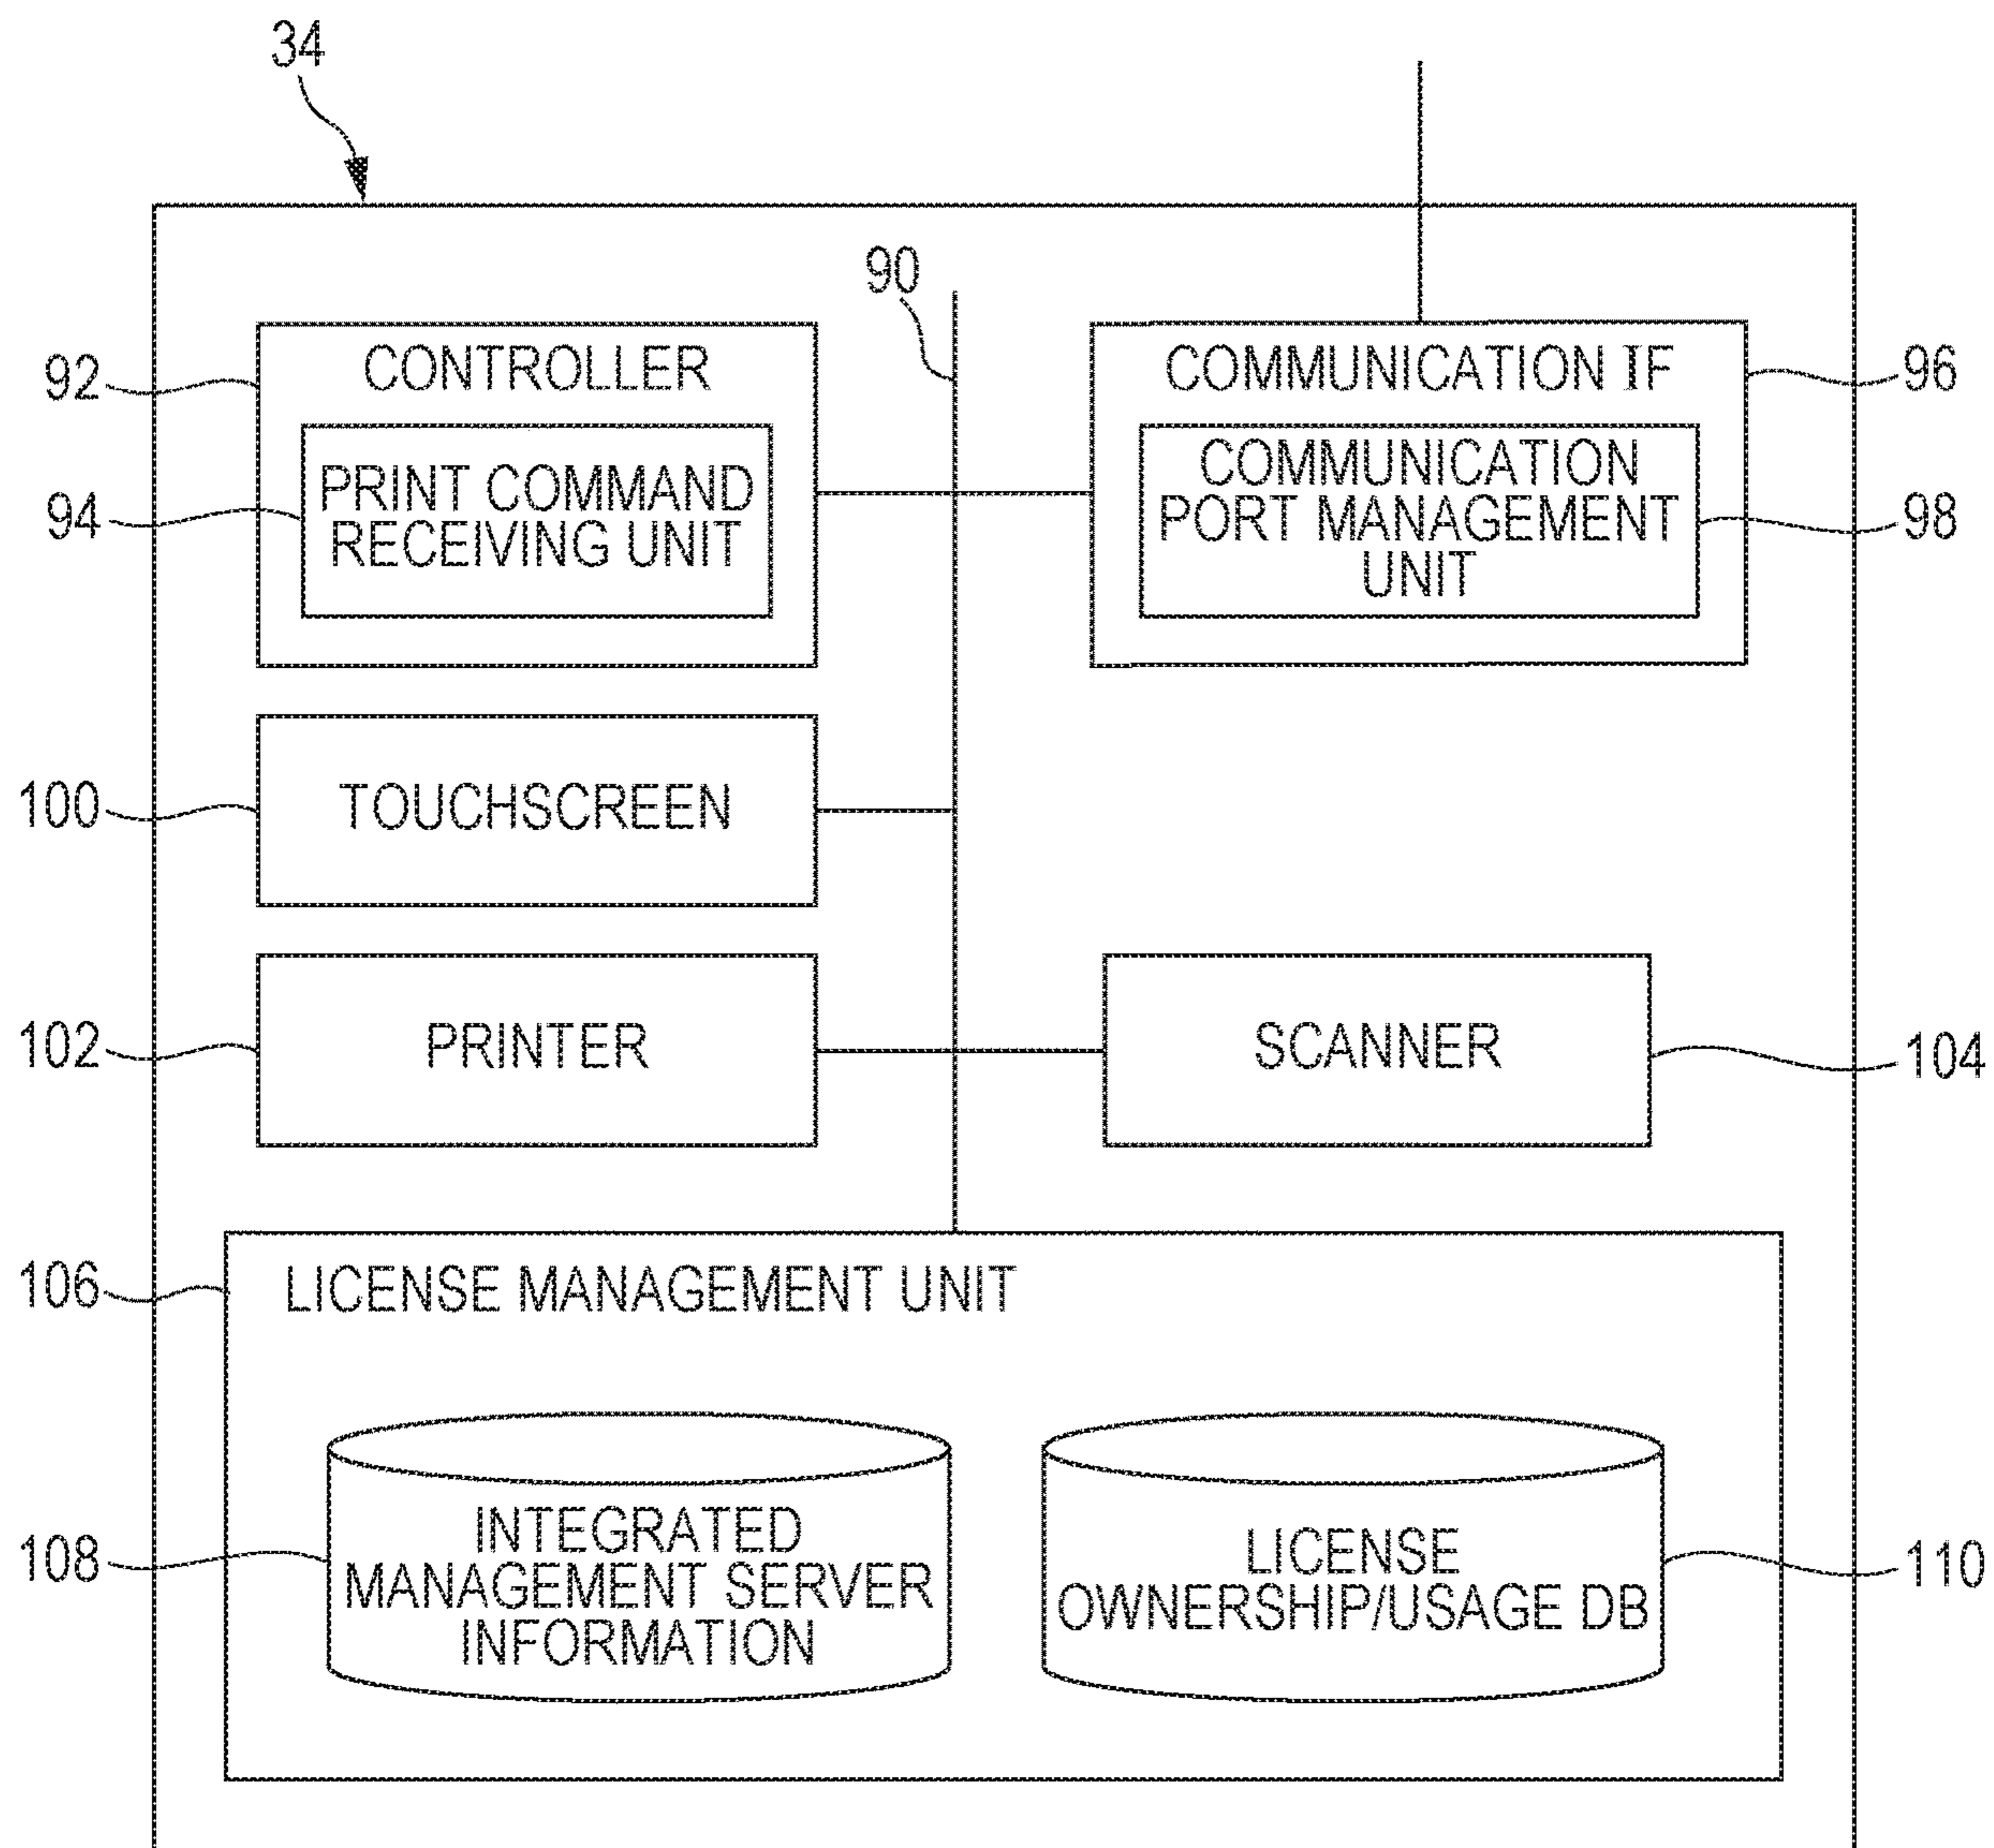 34
90
92
CONTROLLER
COMMUNICATION IF
96
94
PRINT COMMAND
RECEIVING UNIT
COMMUNICATION
PORT MANAGEMENT
UNIT
98
100
TOUCHSCREEN
102
PRINTER
SCANNER
104
106
LICENSE MANAGEMENT UNIT
108
INTEGRATED
MANAGEMENT SERVER
INFORMATION
LICENSE
OWNERSHIP/USAGE DB
110